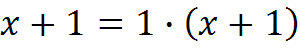 x + 1 = 1 · (x + 1)